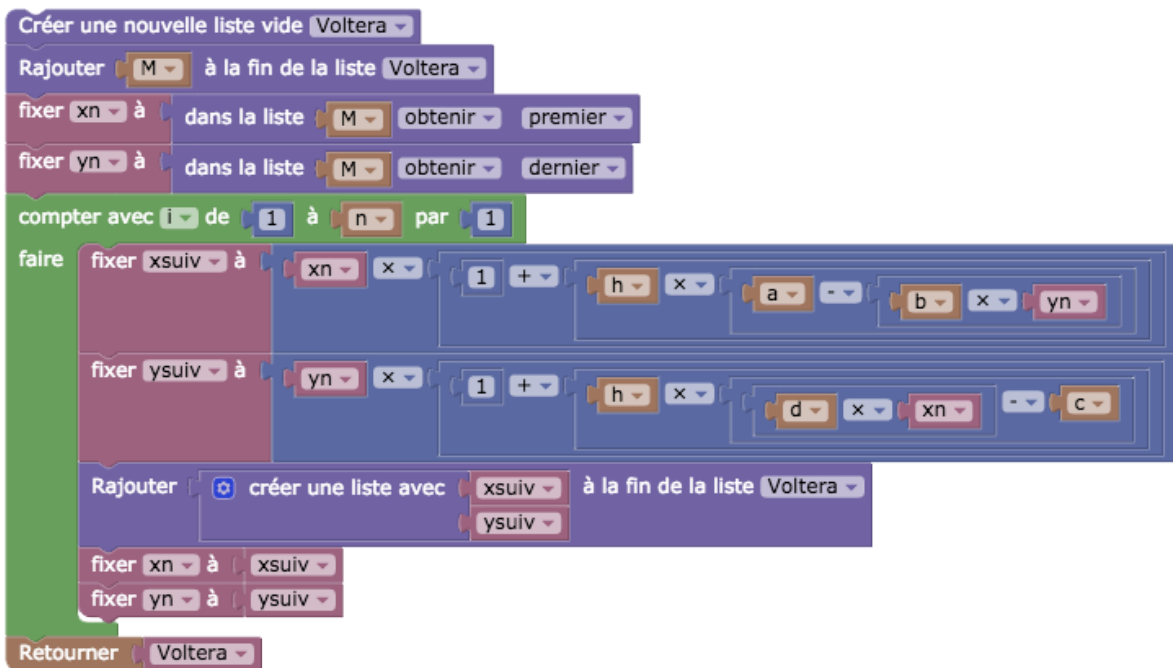 Créer une nouvelle liste vide Voltera
Rajouter M à la fin de la liste Voltera
fixer xn à dans la liste M obtenir premier
fixer yn à dans la liste M obtenir dernier
compter avec i de 1 à n par 1
faire fixer xsuiv à xn × 1 + h × a - b × yn
fixer ysuiv à yn × 1 + h × d × xn - c
Rajouter créer une liste avec xsuiv à la fin de la liste Voltera
ysuiv
fixer xn à xsuiv
fixer yn à ysuiv
Retourner Voltera